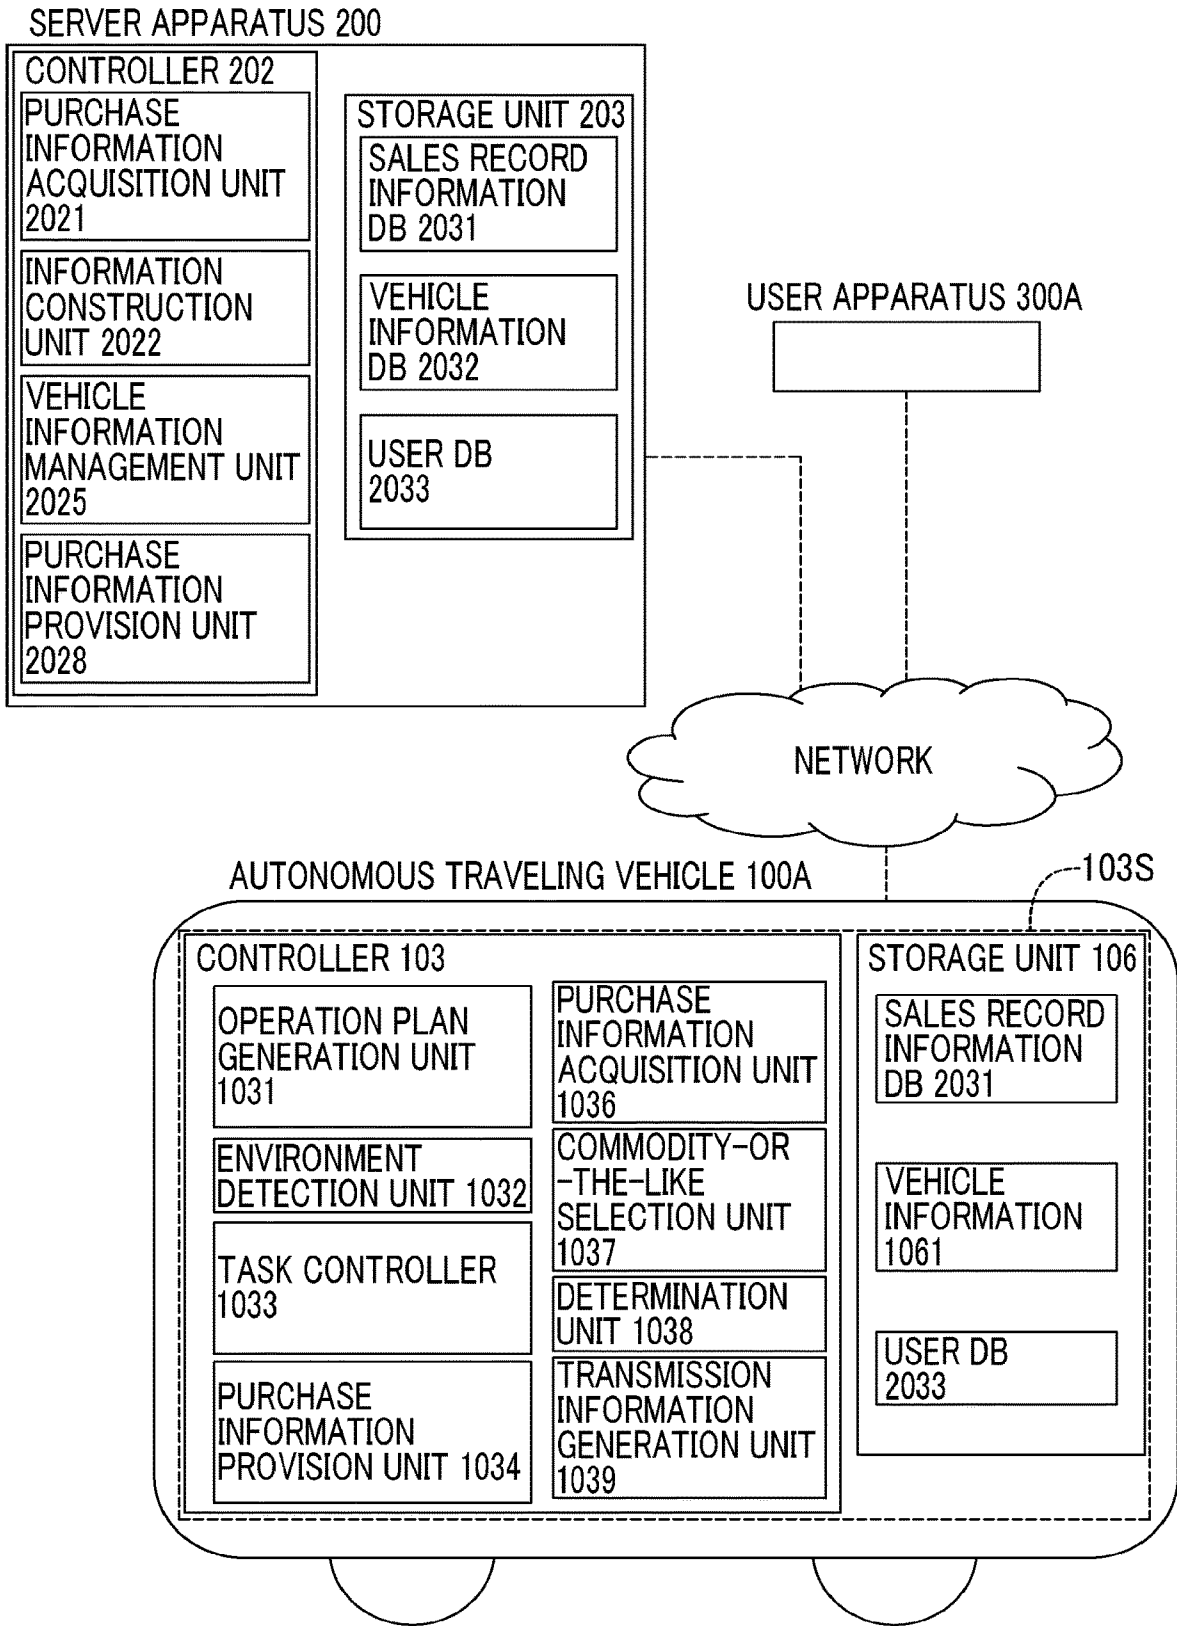 SERVER APPARATUS 200
CONTROLLER 202
PURCHASE
INFORMATION
ACQUISITION UNIT
2021
INFORMATION
CONSTRUCTION
UNIT 2022
VEHICLE
INFORMATION
MANAGEMENT UNIT
2025
PURCHASE
INFORMATION
PROVISION UNIT
2028
STORAGE UNIT 203
SALES RECORD
INFORMATION
DB 2031
VEHICLE
INFORMATION
DB 2032
USER DB
2033
USER APPARATUS 300A
NETWORK
AUTONOMOUS TRAVELING VEHICLE 100A
103S
CONTROLLER 103
OPERATION PLAN
GENERATION UNIT
1031
ENVIRONMENT
DETECTION UNIT 1032
TASK CONTROLLER
1033
PURCHASE
INFORMATION
PROVISION UNIT 1034
PURCHASE
INFORMATION
ACQUISITION UNIT
1036
COMMODITY-OR
-THE-LIKE
SELECTION UNIT
1037
DETERMINATION
UNIT 1038
TRANSMISSION
INFORMATION
GENERATION UNIT
1039
STORAGE UNIT 106
SALES RECORD
INFORMATION
DB 2031
VEHICLE
INFORMATION
1061
USER DB
2033